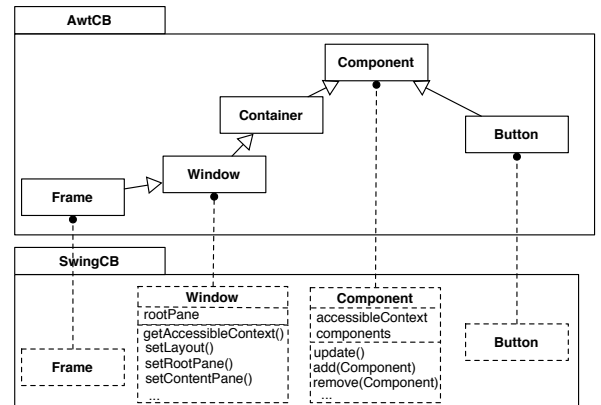 AwtCB
Component
Container
Button
Window
Frame
SwingCB
Window
rootPane
getAccessibleContext()
setLayout()
setRootPane()
setContentPane()
...
Component
accessibleContext
components
update()
add(Component)
remove(Component)
...
Button
Frame